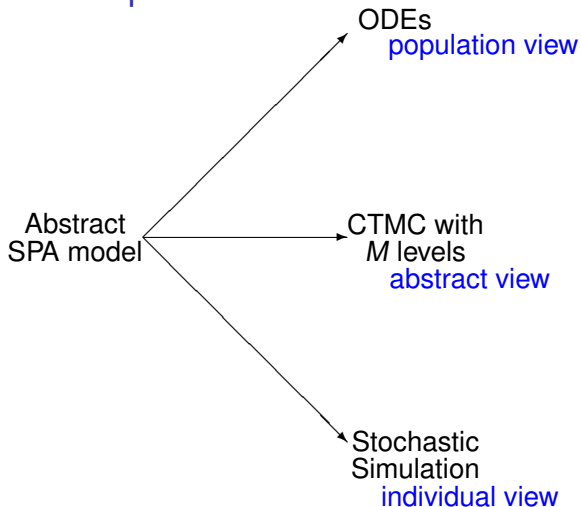 ODEs
population view
Abstract
SPA model
CTMC with
M levels
abstract view
Stochastic
Simulation
individual view